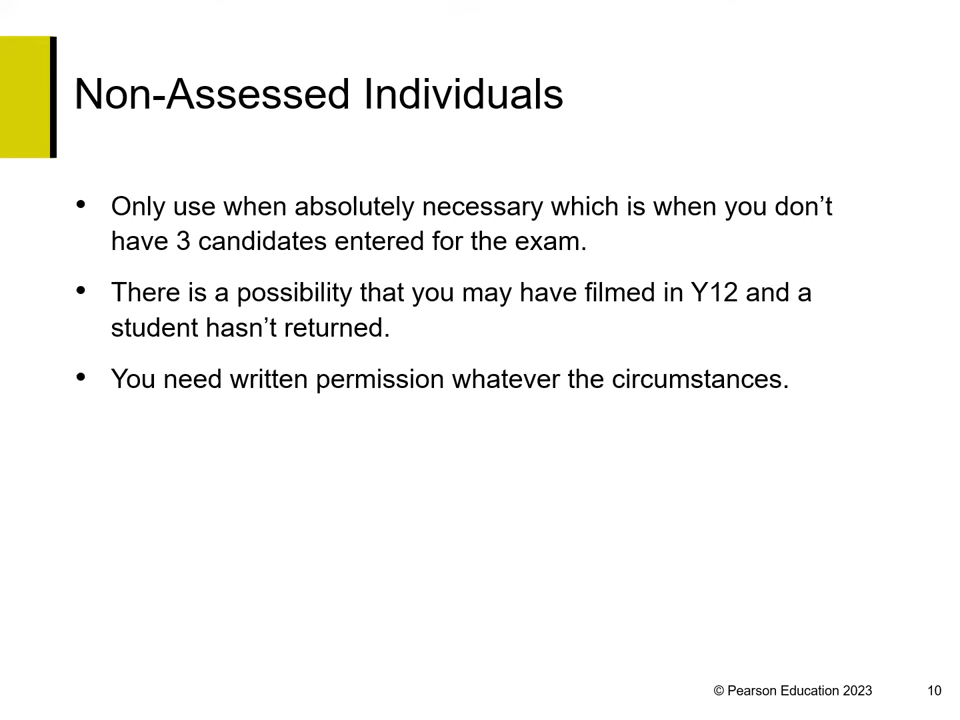 Non-Assessed Individuals
• Only use when absolutely necessary which is when you don’t
have 3 candidates entered for the exam.
• There is a possibility that you may have filmed in Y12 and a
student hasn’t returned.
• You need written permission whatever the circumstances.
© Pearson Education 2023 10